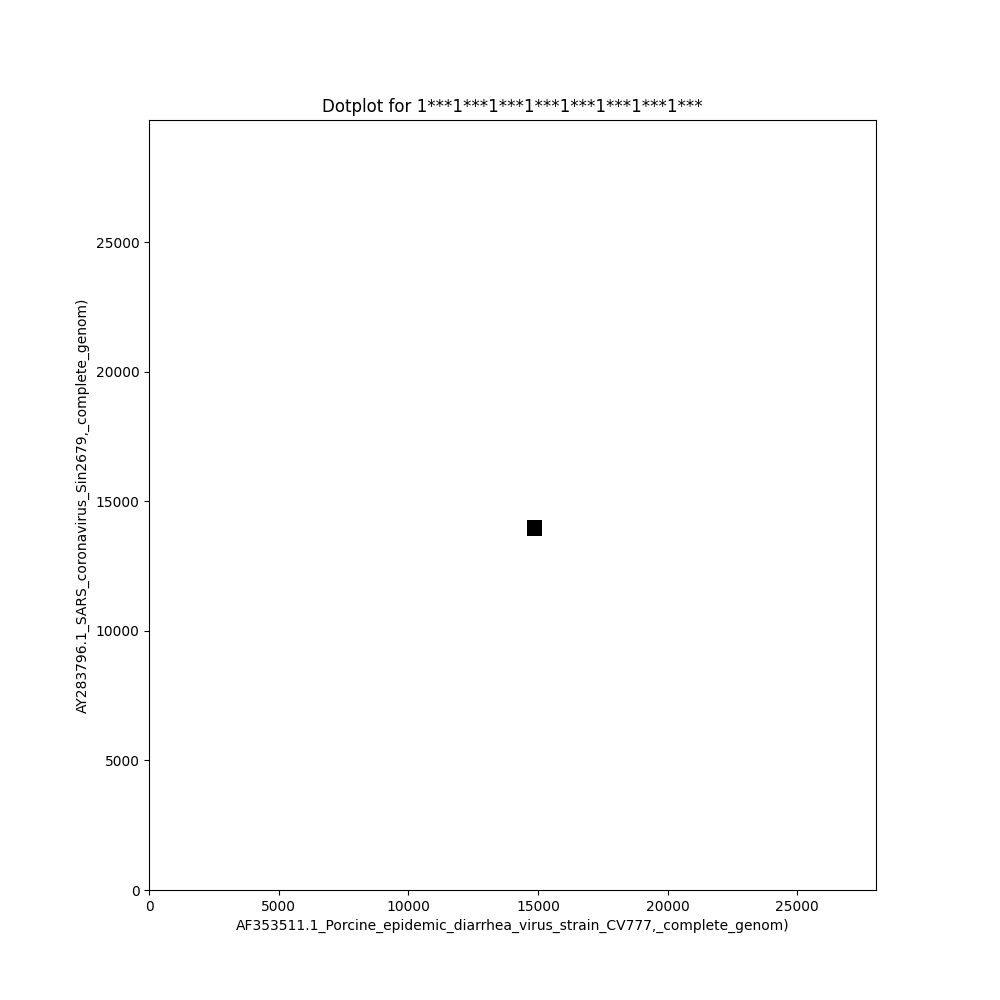 Dotplot for 1***1***1***1***1***1***1***1***
25000
20000
15000
10000
5000
0
AY283796.1_SARS_coronavirus_Sin2679,_complete_genom)
0 5000 10000 15000 20000 25000
AF353511.1_Porcine_epidemic_diarrhea_virus_strain_CV777,_complete_genom)